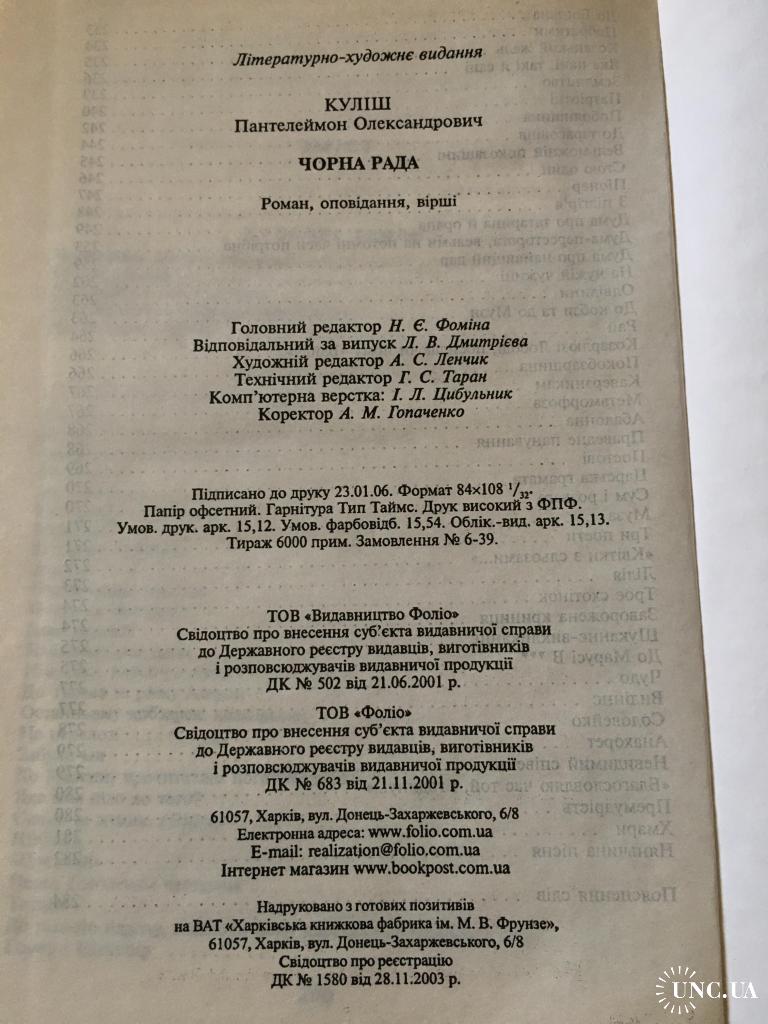 Літературно-художнє видання
КУЛІШ
Пантелеймон Олександрович
ЧОРНА РАДА
Роман, оповідання, вірші
Головний редактор Н. Є. Фоміна
Відповідальний за випуск Л. В. Дмитрієва
Художній редактор А. С. Ленчик
Технічний редактор Г. С. Таран
Комп'ютерна верстка: І. Л. Цибульник
Коректор А. М. Гопаченко
Підписано до друку 23.01.06. Формат 84×108 ¹/₃₂.
Папір офсетний. Гарнітура Тип Таймс. Друк високий з ФПФ.
Умов. друк. арк. 15,12. Умов. фарбовідб. 15,54. Облік.-вид. арк. 15,13.
Тираж 6000 прим. Замовлення № 6-39.
ТОВ «Видавництво Фоліо»
Свідоцтво про внесення суб'єкта видавничої справи
до Державного реєстру видавців, виготівників
і розповсюджувачів видавничої продукції
ДК № 502 від 21.06.2001 р.
ТОВ «Фоліо»
Свідоцтво про внесення суб'єкта видавничої справи
до Державного реєстру видавців, виготівників
і розповсюджувачів видавничої продукції
ДК № 683 від 21.11.2001 р.
61057, Харків, вул. Донець-Захаржевського, 6/8
Електронна адреса: www.folio.com.ua
E-mail: realization@folio.com.ua
Інтернет магазин www.bookpost.com.ua
Надруковано з готових позитивів
на ВАТ «Харківська книжкова фабрика ім. М. В. Фрунзе»,
61057, Харків, вул. Донець-Захаржевського, 6/8
Свідоцтво про реєстрацію
ДК № 1580 від 28.11.2003 р.
UNC.UA